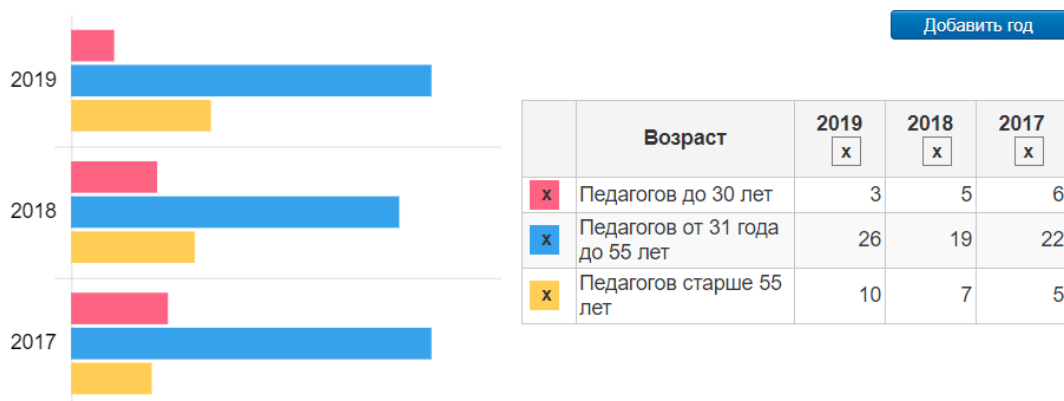 Добавить год
2019
2018
2017
Возраст 2019 2018 2017
x x x
x Педагогов до 30 лет 3 5 6
x Педагогов от 31 года
до 55 лет 26 19 22
x Педагогов старше 55
лет 10 7 5